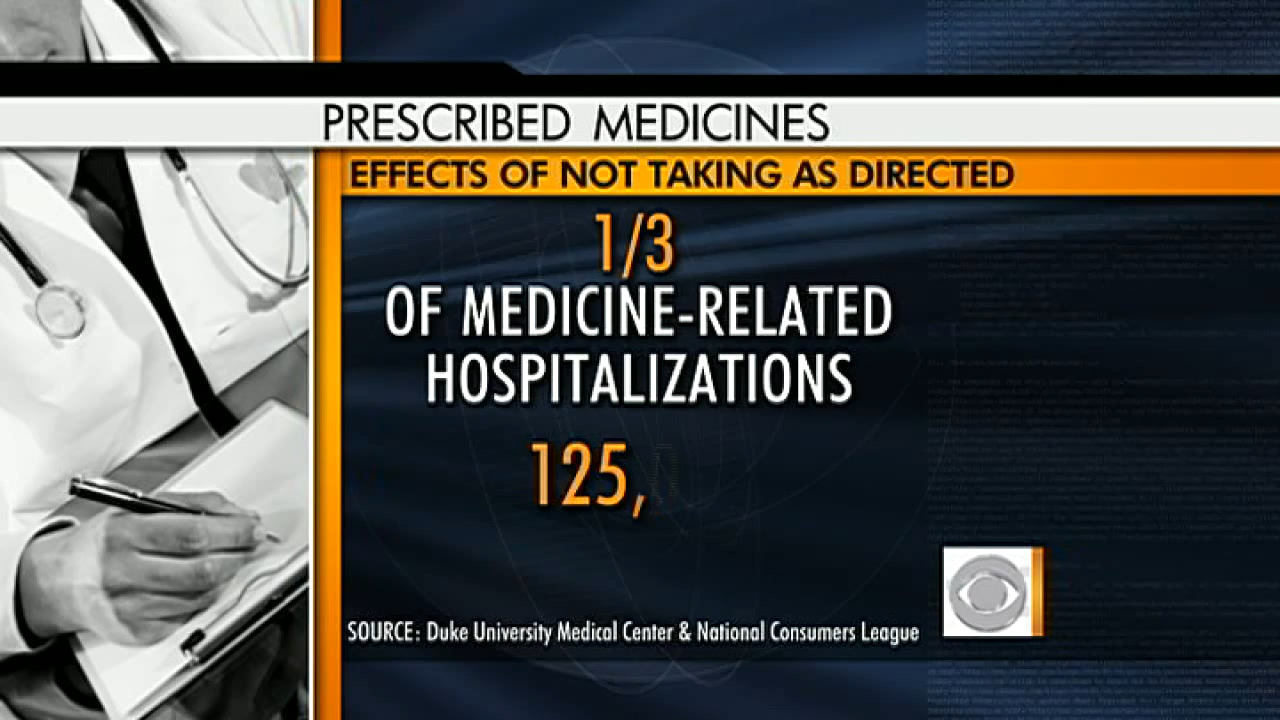 PRESCRIBED MEDICINES
EFFECTS OF NOT TAKING AS DIRECTED
1/3
OF MEDICINE-RELATED
HOSPITALIZATIONS
125,
SOURCE: Duke University Medical Center & National Consumers League